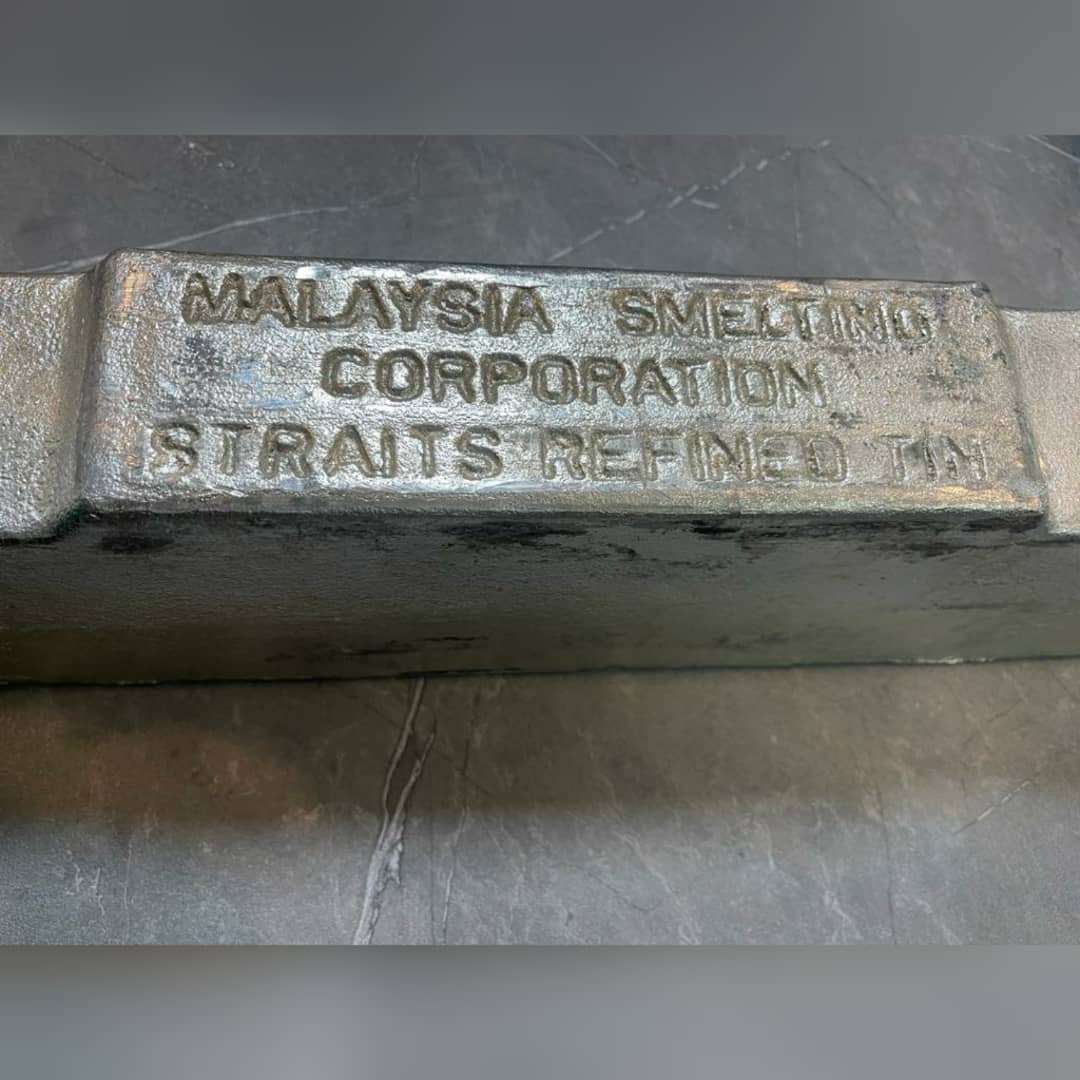 MALAYSIA SMELTING
CORPORATION
STRAITS REFINED TIN